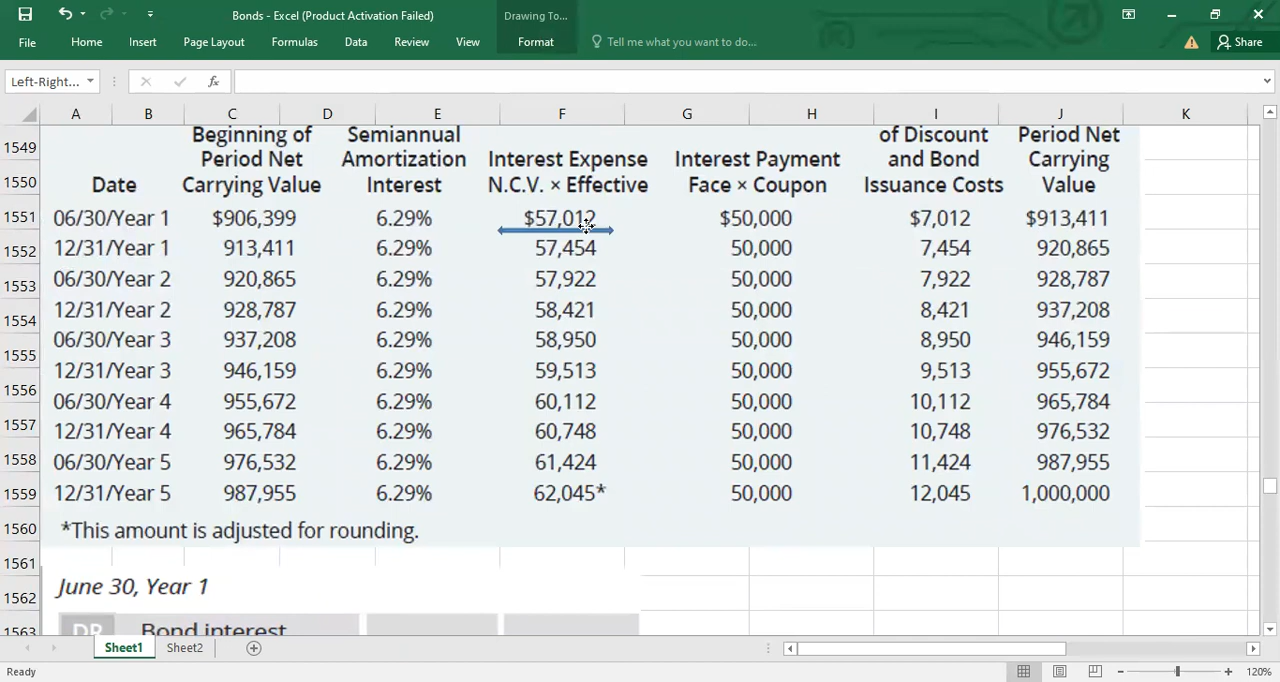 Bonds - Excel (Product Activation Failed)
Drawing To...
File Home Insert Page Layout Formulas Data Review View Format Tell me what you want to do... Share
Left-Right... fx
A B C D E F G H I J K
1549 1550 1551 1552 1553 1554 1555 1556 1557 1558 1559 1560 1561 1562 1563
Beginning of Semiannual of Discount Period Net
Period Net Amortization Interest Expense Interest Payment and Bond Carrying
Date Carrying Value Interest N.C.V. × Effective Face × Coupon Issuance Costs Value
06/30/Year 1 $906,399 6.29% $57,012 $50,000 $7,012 $913,411
12/31/Year 1 913,411 6.29% 57,454 50,000 7,454 920,865
06/30/Year 2 920,865 6.29% 57,922 50,000 7,922 928,787
12/31/Year 2 928,787 6.29% 58,421 50,000 8,421 937,208
06/30/Year 3 937,208 6.29% 58,950 50,000 8,950 946,159
12/31/Year 3 946,159 6.29% 59,513 50,000 9,513 955,672
06/30/Year 4 955,672 6.29% 60,112 50,000 10,112 965,784
12/31/Year 4 965,784 6.29% 60,748 50,000 10,748 976,532
06/30/Year 5 976,532 6.29% 61,424 50,000 11,424 987,955
12/31/Year 5 987,955 6.29% 62,045* 50,000 12,045 1,000,000
*This amount is adjusted for rounding.
June 30, Year 1
DR Bond interest
Sheet1 Sheet2
Ready 120%